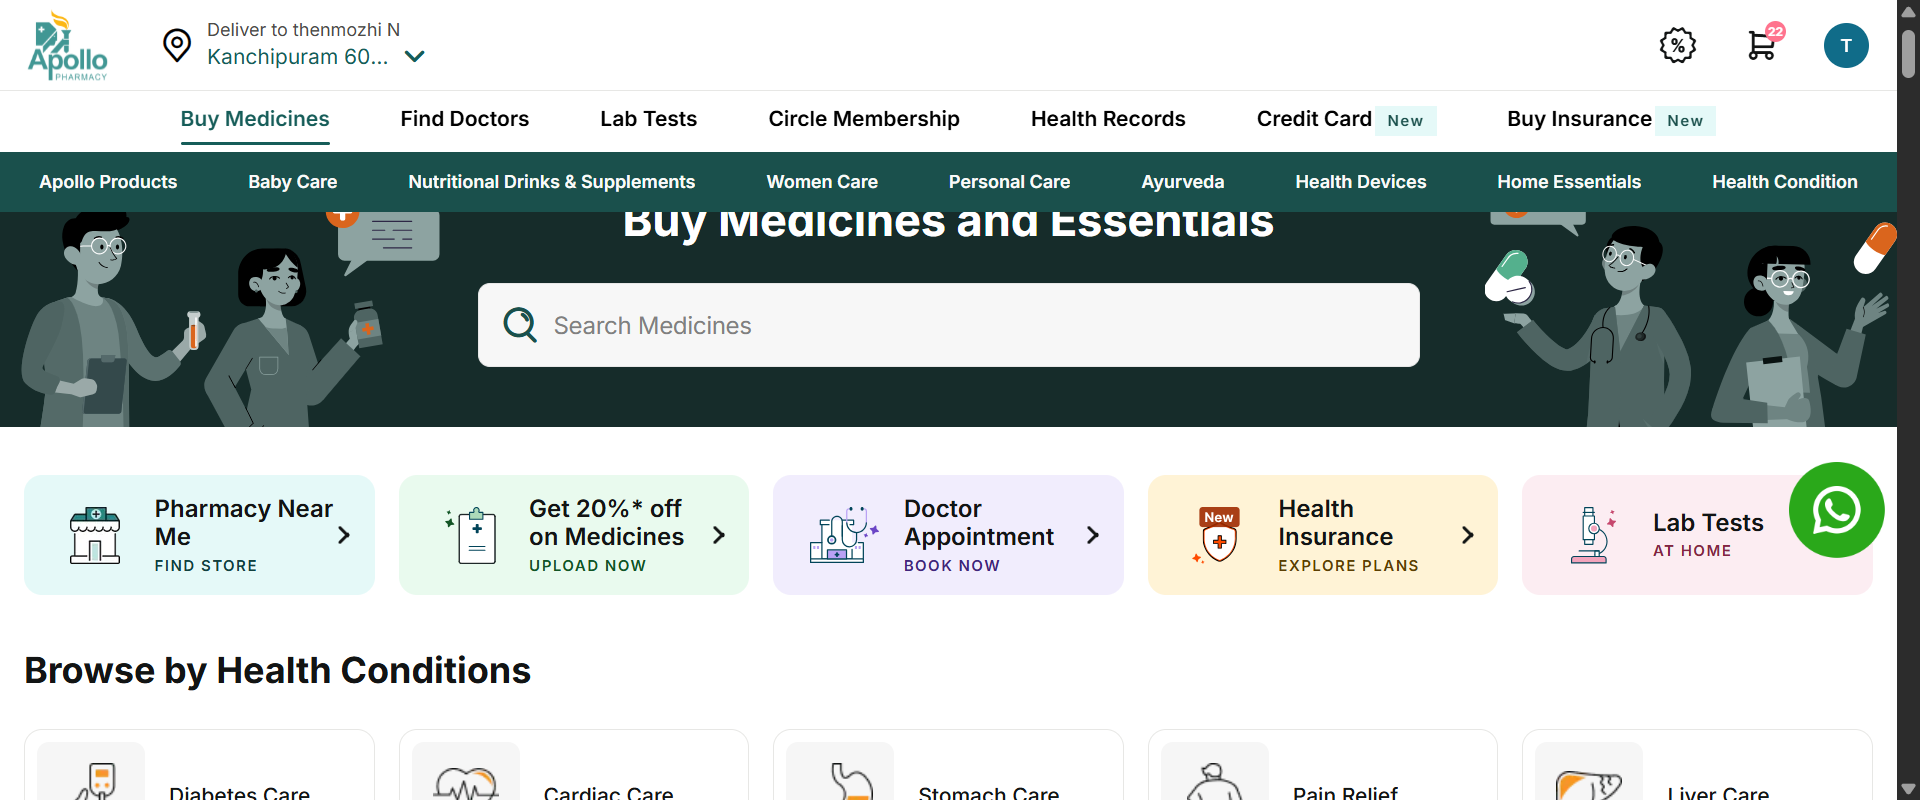 Apollo
PHARMACY
Deliver to thenmozhi N
Kanchipuram 60...
%
22
T
Buy Medicines
Find Doctors
Lab Tests
Circle Membership
Health Records
Credit Card New
Buy Insurance New
Apollo Products
Baby Care
Nutritional Drinks & Supplements
Women Care
Personal Care
Ayurveda
Health Devices
Home Essentials
Health Condition
Buy Medicines and Essentials
Search Medicines
Pharmacy Near
Me
FIND STORE
Get 20%* off
on Medicines
UPLOAD NOW
Doctor
Appointment
BOOK NOW
New
Health
Insurance
EXPLORE PLANS
Lab Tests
AT HOME
Browse by Health Conditions
Diabetes Care
Cardiac Care
Stomach Care
Pain Relief
Liver Care